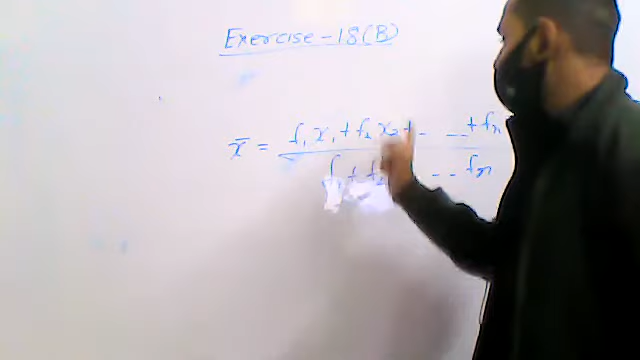 Exercise-18(B)
x̄ = f₁x₁ + f₂x₂ + - -- + fₙ
f₁ + f₂ - -- fₙ